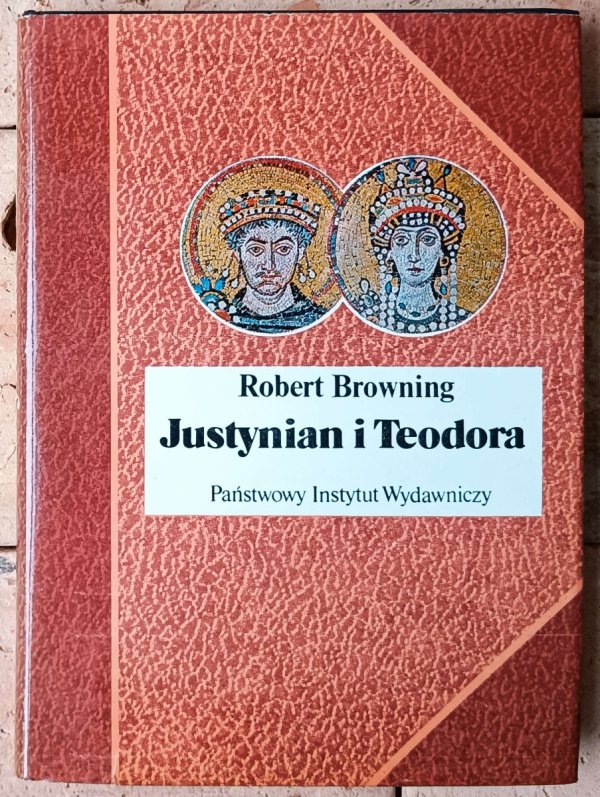 Robert Browning
Justynian i Teodora
Państwowy Instytut Wydawniczy